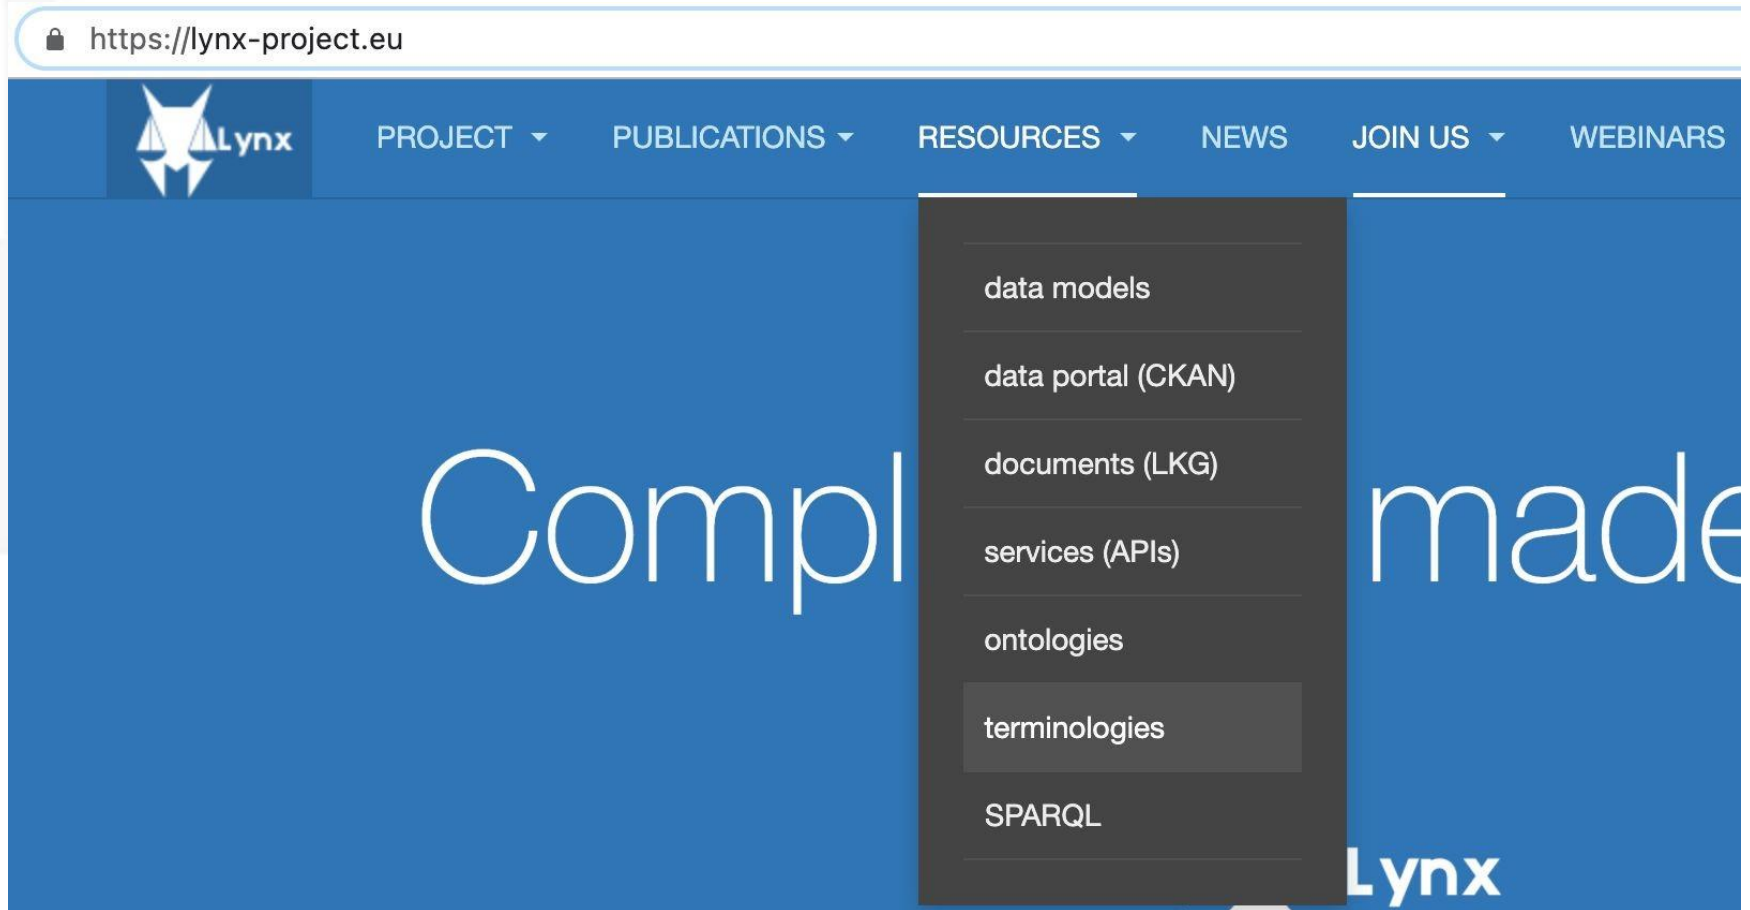 https://lynx-project.eu
Lynx PROJECT PUBLICATIONS RESOURCES NEWS JOIN US WEBINARS
data models
data portal (CKAN)
documents (LKG)
services (APIs)
ontologies
terminologies
SPARQL
Compl made
Lynx